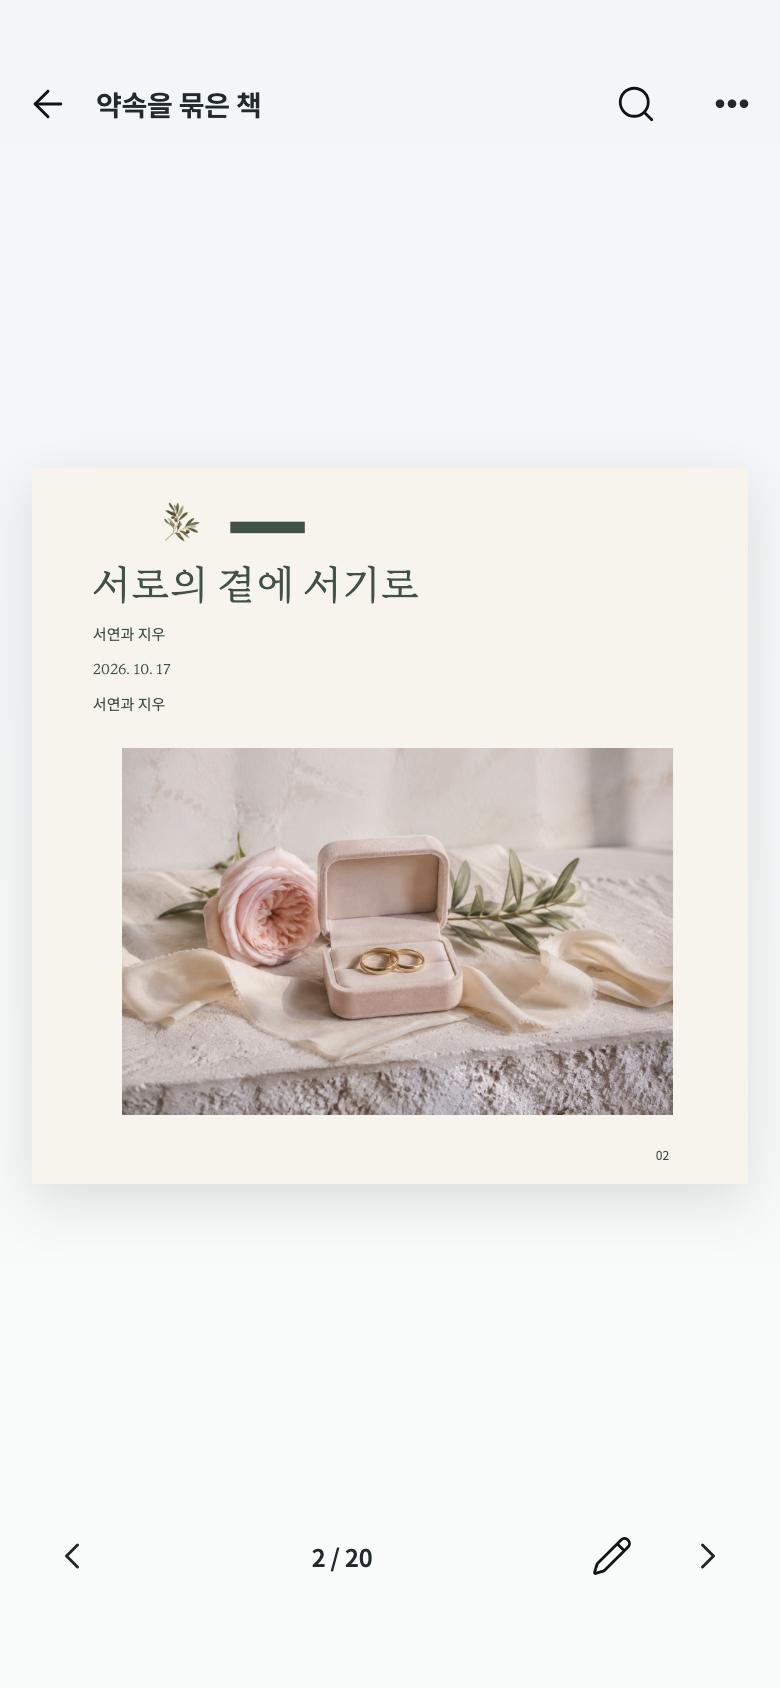 약속을 묶은 책
서로의 곁에 서기로
서연과 지우
2026. 10. 17
서연과 지우
02
2 / 20